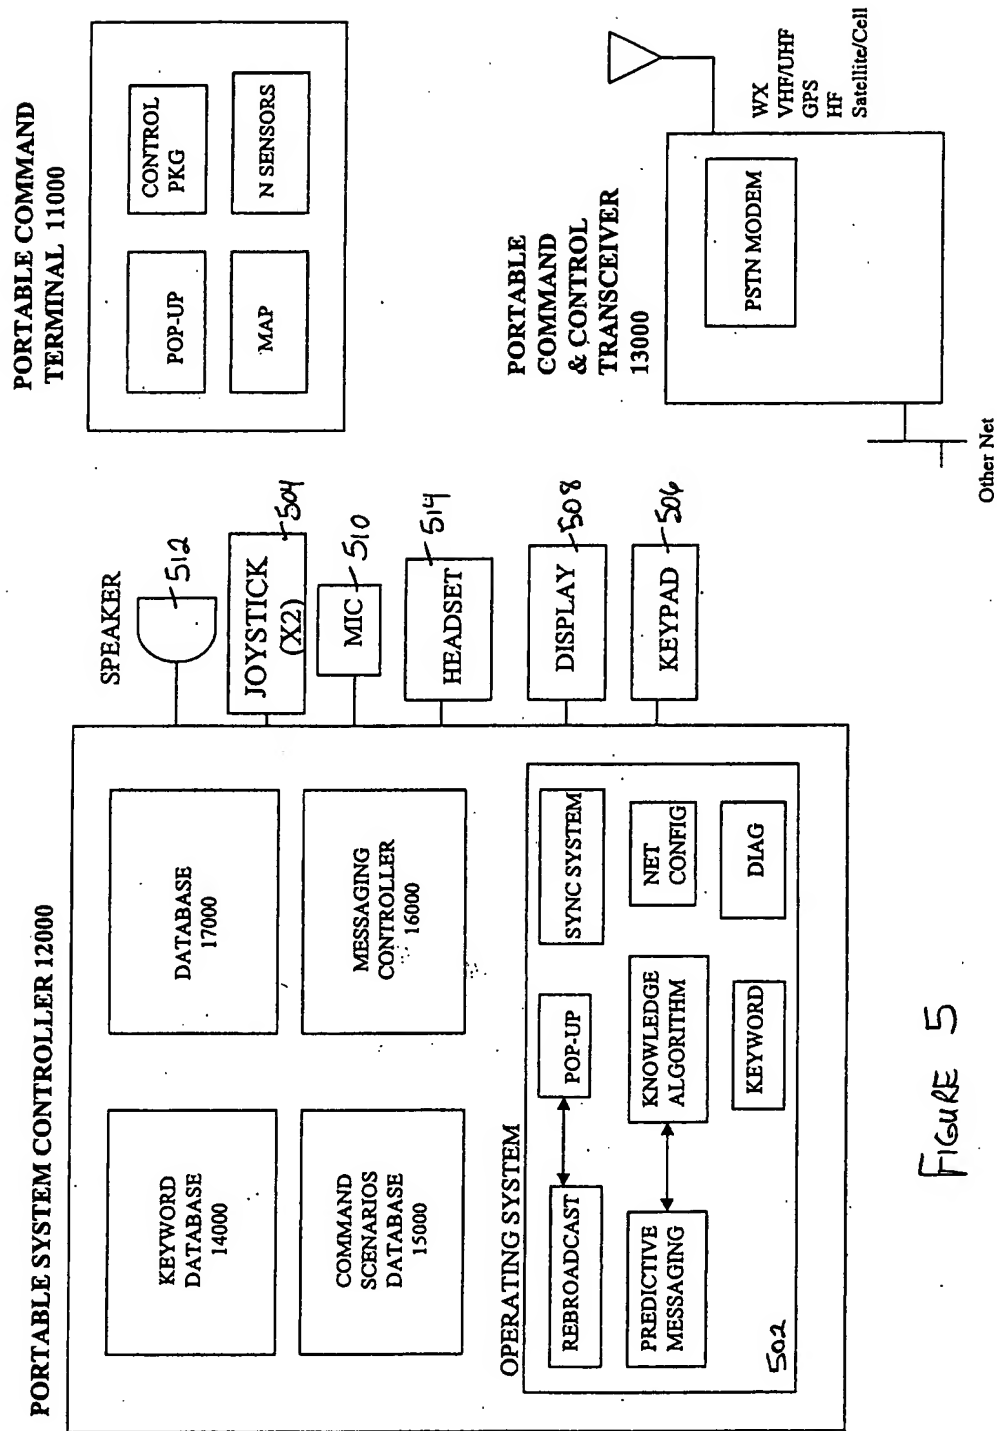 PORTABLE SYSTEM CONTROLLER 12000
KEYWORD
DATABASE
14000
DATABASE
17000
COMMAND
SCENARIOS
DATABASE
15000
MESSAGING
CONTROLLER
16000
OPERATING SYSTEM
REBROADCAST
POP-UP
SYNC SYSTEM
PREDICTIVE
MESSAGING
KNOWLEDGE
ALGORITHM
NET
CONFIG
KEYWORD
DIAG
502
SPEAKER
512
JOYSTICK
(X2)
504
MIC
510
HEADSET
514
DISPLAY
508
KEYPAD
506
PORTABLE COMMAND
TERMINAL 11000
POP-UP
CONTROL
PKG
MAP
N SENSORS
PORTABLE
COMMAND
& CONTROL
TRANSCEIVER
13000
PSTN MODEM
WX
VHF/UHF
GPS
HF
Satellite/Cell
Other Net
FIGURE 5